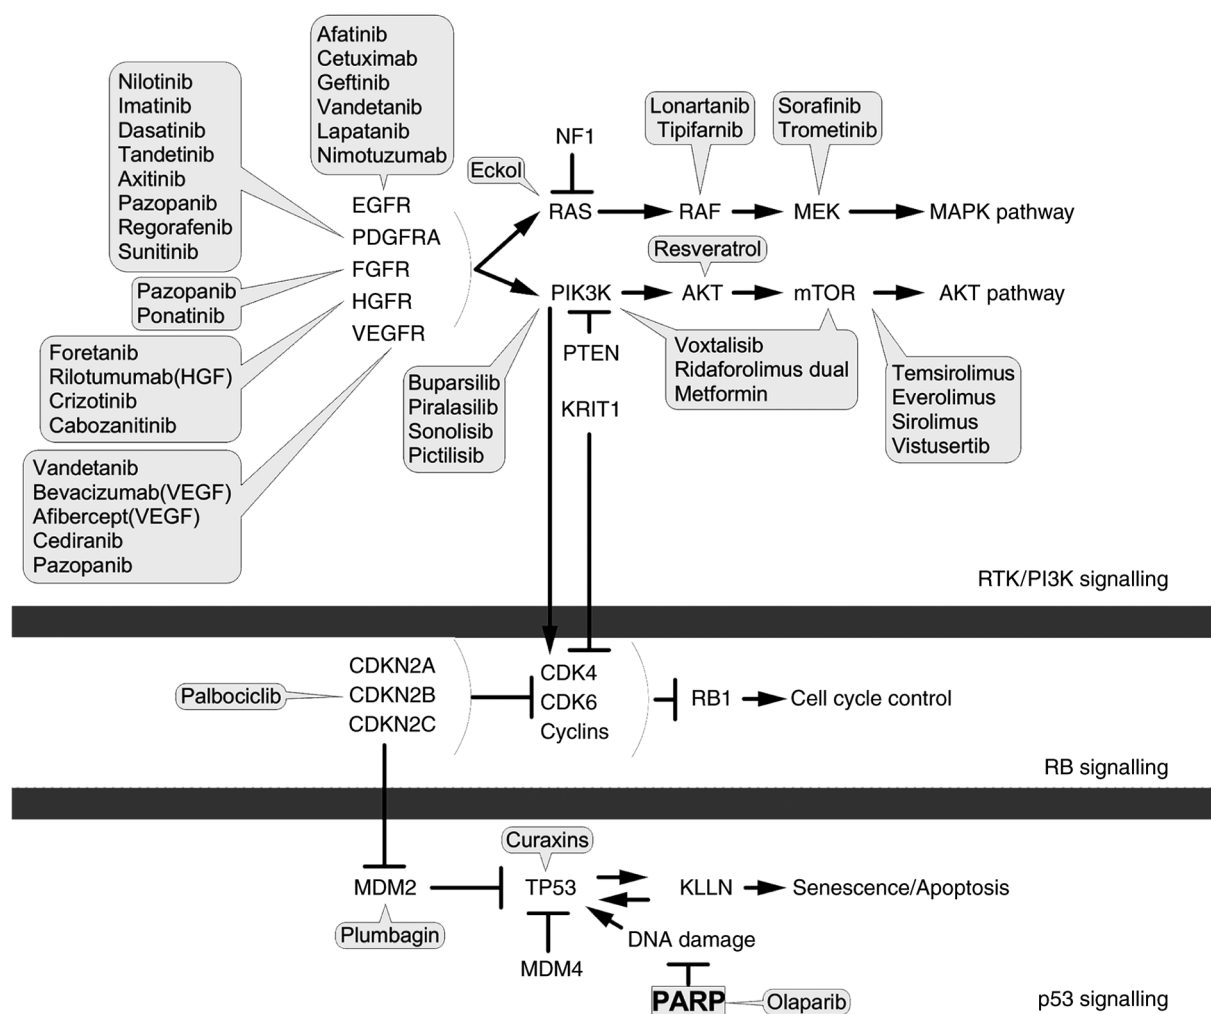 Afatinib
Cetuximab
Geftinib
Vandetanib
Lapatanib
Nimotuzumab
Nilotinib
Imatinib
Dasatinib
Tandetinib
Axitinib
Pazopanib
Regorafenib
Sunitinib
Pazopanib
Ponatinib
Foretanib
Rilotumumab(HGF)
Crizotinib
Cabozanitinib
Vandetanib
Bevacizumab(VEGF)
Afibercept(VEGF)
Cediranib
Pazopanib
EGFR
PDGFRA
FGFR
HGFR
VEGFR
Eckol
NF1
Lonartanib
Tipifarnib
Sorafinib
Trometinib
RAS
RAF
MEK
MAPK pathway
Resveratrol
PIK3K
AKT
mTOR
AKT pathway
PTEN
KRIT1
Buparsilib
Piralasilib
Sonolisib
Pictilisib
Voxtalisib
Ridaforolimus dual
Metformin
Temsirolimus
Everolimus
Sirolimus
Vistusertib
RTK/PI3K signalling
Palbociclib
CDKN2A
CDKN2B
CDKN2C
CDK4
CDK6
Cyclins
RB1
Cell cycle control
RB signalling
Curaxins
MDM2
TP53
KLLN
Senescence/Apoptosis
Plumbagin
MDM4
DNA damage
PARP
Olaparib
p53 signalling